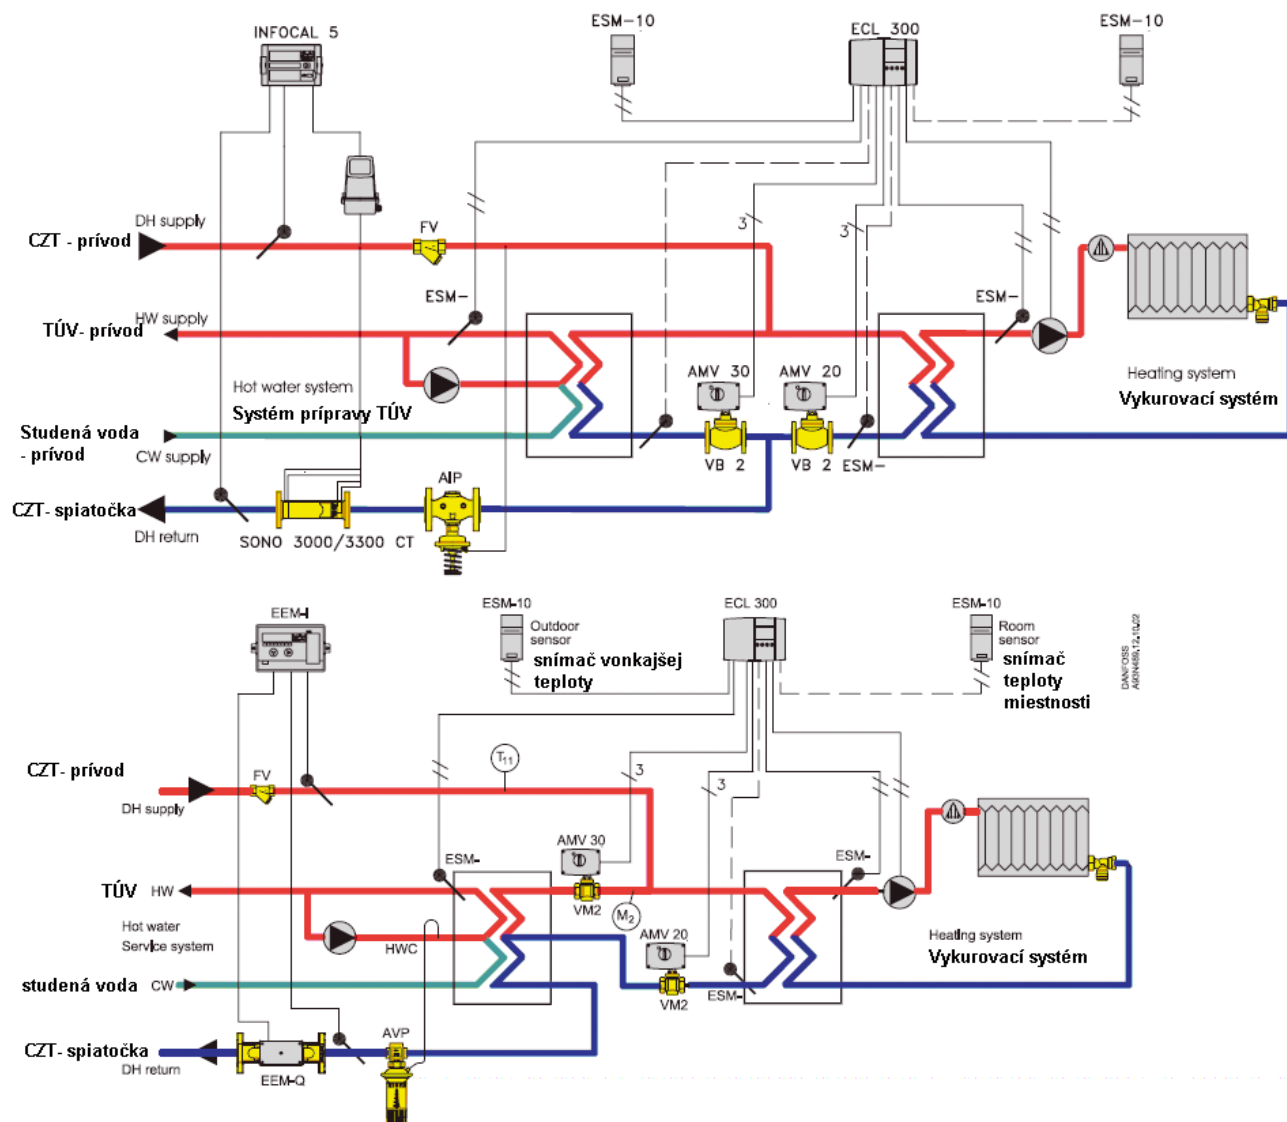 INFOCAL 5
ESM-10
ECL 300
ESM-10
DH supply
CZT - prívod
FV
3
3
ESM-
ESM-
HW supply
TÚV- prívod
Hot water system
Systém prípravy TÚV
AMV 30
AMV 20
Heating system
Vykurovací systém
Studená voda
- prívod
CW supply
VB 2
VB 2
ESM-
AIP
CZT- spiatočka
DH return
SONO 3000/3300 CT
EEM-I
ESM-10
Outdoor
sensor
snímač vonkajšej
teploty
ECL 300
ESM-10
Room
sensor
snímač
teploty
miestnosti
DANFOSS
A93N489.12.10.02
CZT- prívod
FV
DH supply
T11
3
3
AMV 30
ESM-
ESM-
TÚV
HW
VM2
M2
Hot water
Service system
HWC
AMV 20
Heating system
Vykurovací systém
studená voda
CW
VM2
ESM-
AVP
CZT- spiatočka
DH return
EEM-Q